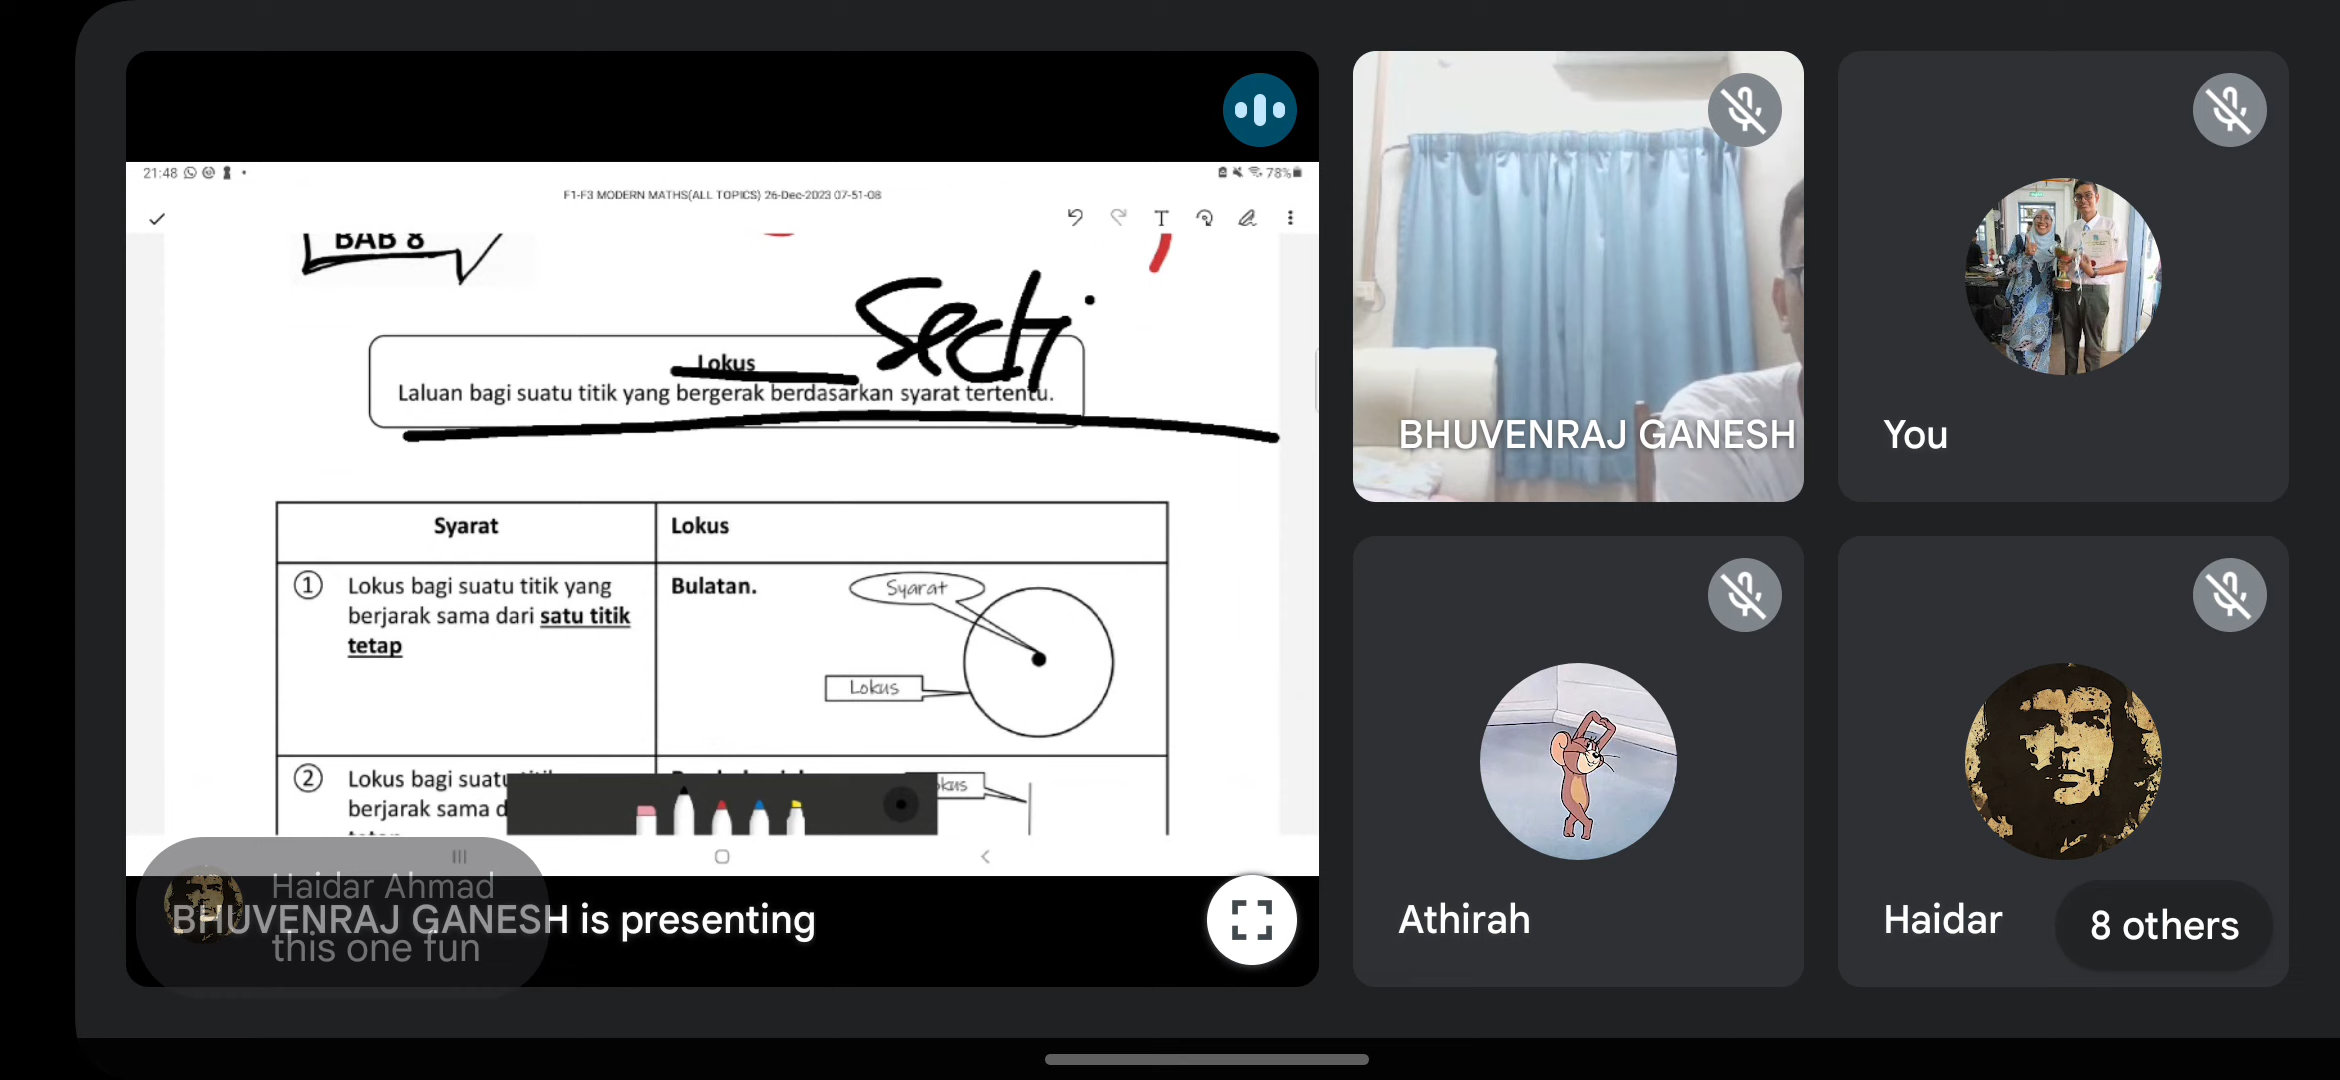 21:48
78%
F1-F3 MODERN MATHS(ALL TOPICS) 26-Dec-2023 07-51-08
T
BAB 8
Lokus
Laluan bagi suatu titik yang bergerak berdasarkan syarat tertentu.
Syarat
Lokus
1
Lokus bagi suatu titik yang
berjarak sama dari satu titik
tetap
Bulatan.
Syarat
Lokus
2
Lokus bagi suatu
berjarak sama d
kus
Haidar Ahmad
this one fun
BHUVENRAJ GANESH is presenting
BHUVENRAJ GANESH
You
Athirah
Haidar
8 others